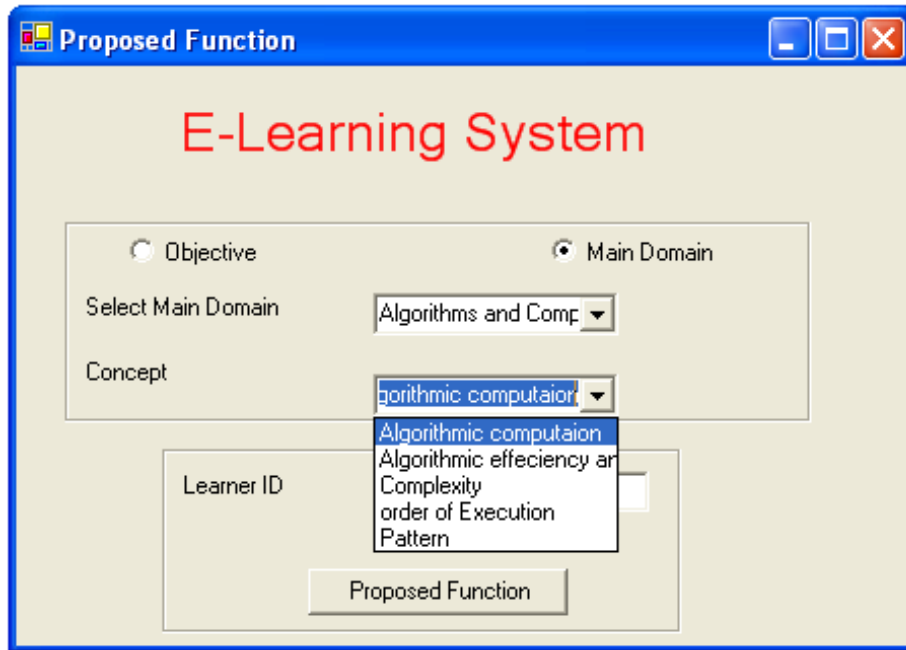 Proposed Function
E-Learning System
Objective
Main Domain
Select Main Domain
Algorithms and Comp
Concept
gorithmic computaion
Algorithmic computaion
Algorithmic effeciency an
Complexity
order of Execution
Pattern
Learner ID
Proposed Function